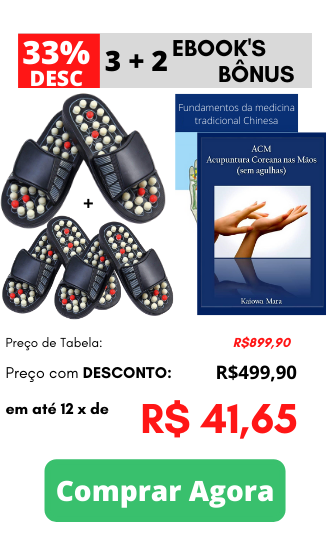 33%
DESC
3 + 2
EBOOK'S
BÔNUS
Fundamentos da medicina
tradicional Chinesa
ACM
Acupuntura Coreana nas Mãos
(sem agulhas)
Kaiowa Mara
+
Preço de Tabela:
R$899,90
Preço com DESCONTO:
R$499,90
em até 12 x de
R$ 41,65
Comprar Agora